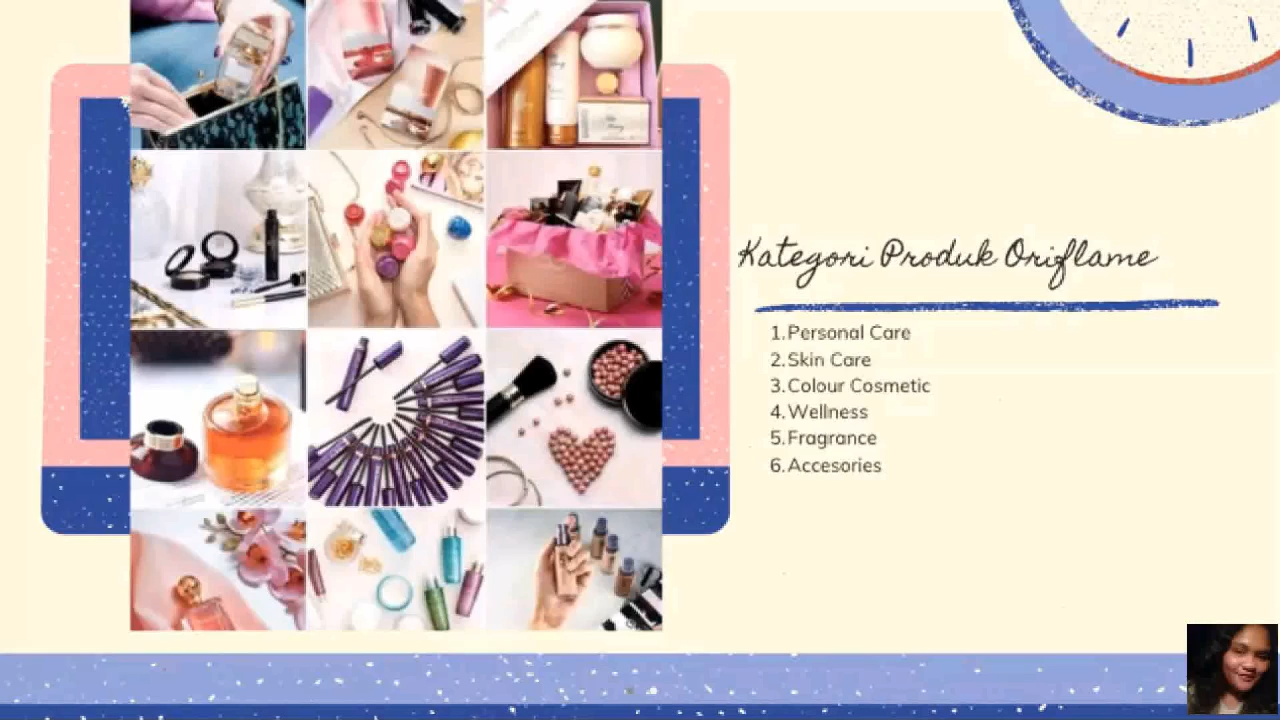 Kategori Produk Oriflame
1. Personal Care
2. Skin Care
3. Colour Cosmetic
4. Wellness
5. Fragrance
6. Accesories